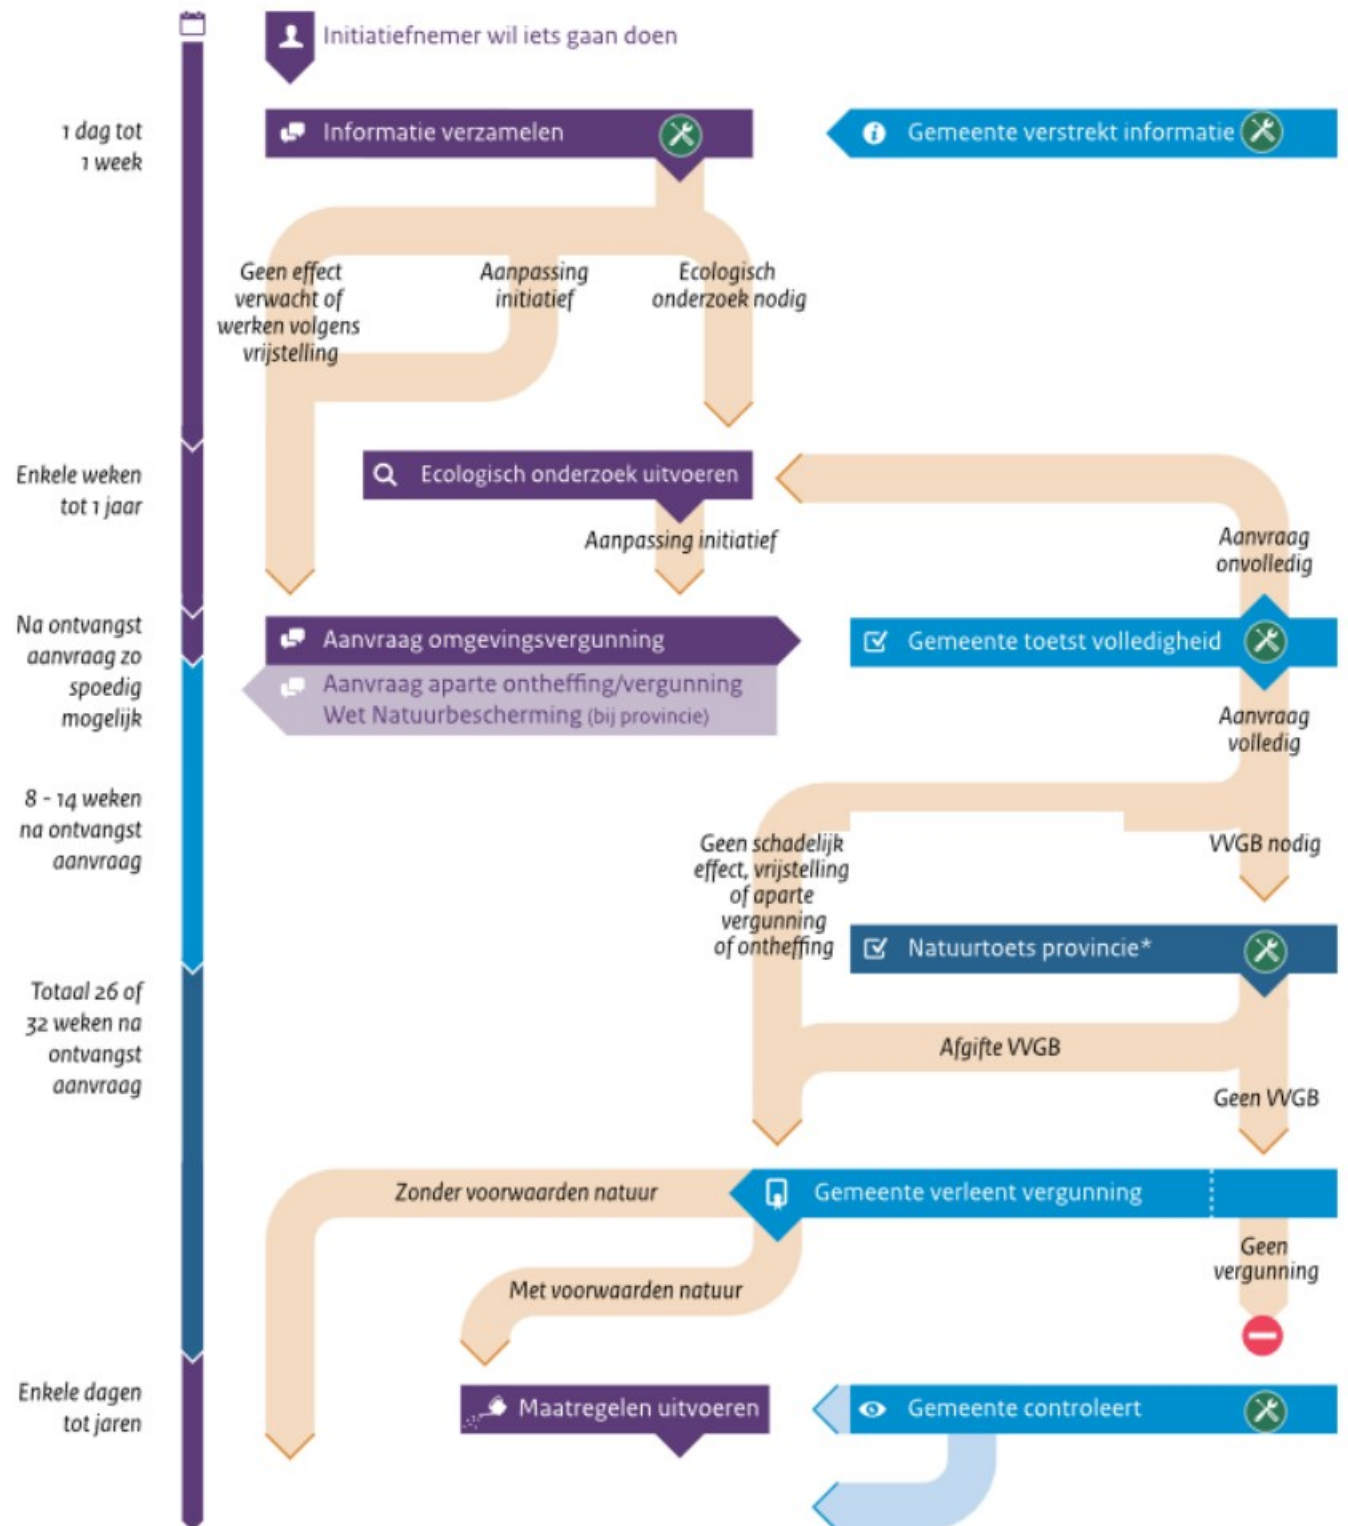 Initiatiefnemer wil iets gaan doen
1 dag tot
1 week
Informatie verzamelen
Gemeente verstrekt informatie
Geen effect
verwacht of
werken volgens
vrijstelling
Aanpassing
initiatief
Ecologisch
onderzoek nodig
Enkele weken
tot 1 jaar
Ecologisch onderzoek uitvoeren
Aanpassing initiatief
Aanvraag
onvolledig
Na ontvangst
aanvraag zo
spoedig
mogelijk
Aanvraag omgevingsvergunning
Gemeente toetst volledigheid
Aanvraag aparte ontheffing/vergunning
Wet Natuurbescherming (bij provincie)
Aanvraag
volledig
8 - 14 weken
na ontvangst
aanvraag
Geen schadelijk
effect, vrijstelling
of aparte
vergunning
of ontheffing
VVGB nodig
Natuurtoets provincie*
Totaal 26 of
32 weken na
ontvangst
aanvraag
Afgifte VVGB
Geen VVGB
Zonder voorwaarden natuur
Gemeente verleent vergunning
Geen
vergunning
Met voorwaarden natuur
Enkele dagen
tot jaren
Maatregelen uitvoeren
Gemeente controleert